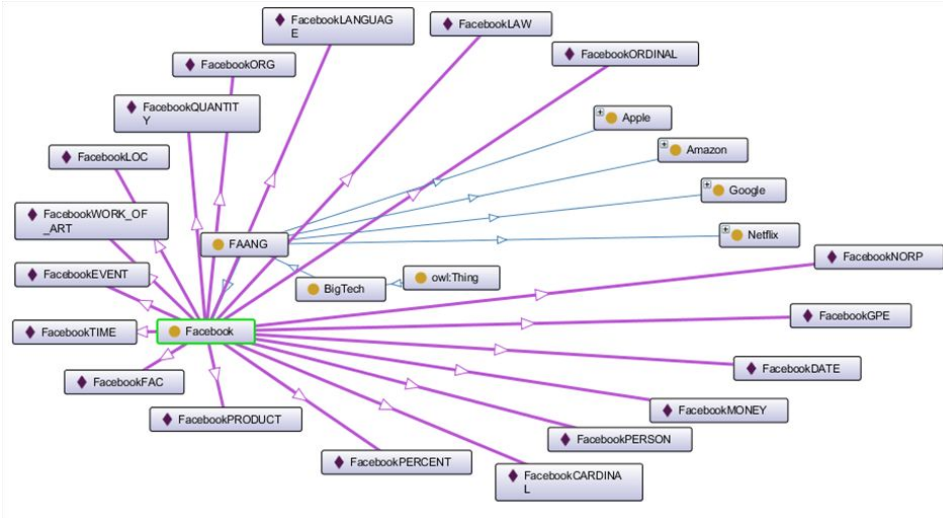 FacebookLANGUAG
E
FacebookLAW
FacebookORDINAL
FacebookORG
FacebookQUANTIT
Y
Apple
Amazon
FacebookLOC
Google
FacebookWORK_OF
_ART
Netflix
FAANG
FacebookNORP
FacebookEVENT
owl:Thing
BigTech
FacebookGPE
FacebookTIME
Facebook
FacebookDATE
FacebookFAC
FacebookMONEY
FacebookPRODUCT
FacebookPERSON
FacebookPERCENT
FacebookCARDINA
L